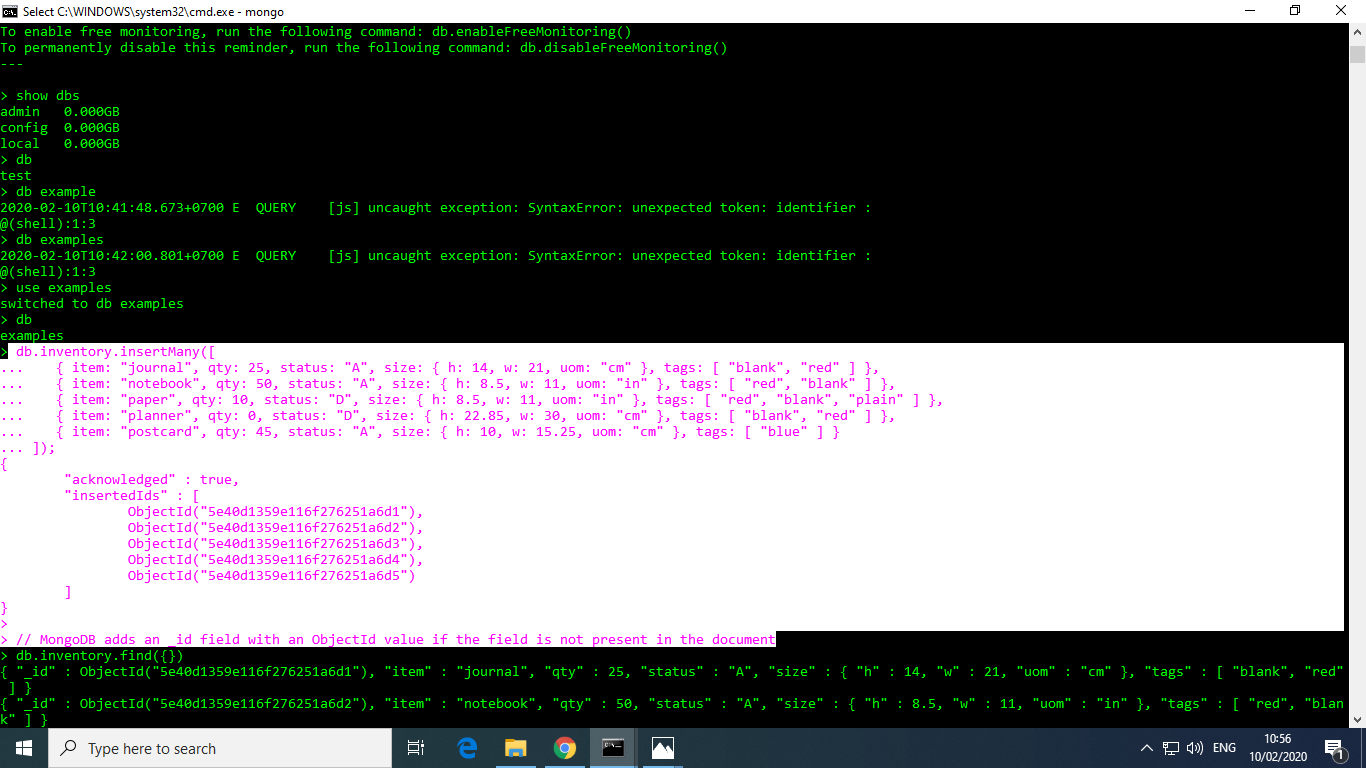 Select C:\WINDOWS\system32\cmd.exe - mongo
To enable free monitoring, run the following command: db.enableFreeMonitoring()
To permanently disable this reminder, run the following command: db.disableFreeMonitoring()
---
> show dbs
admin   0.000GB
config  0.000GB
local   0.000GB
> db
test
> db example
2020-02-10T10:41:48.673+0700 E  QUERY    [js] uncaught exception: SyntaxError: unexpected token: identifier :
@(shell):1:3
> db examples
2020-02-10T10:42:00.801+0700 E  QUERY    [js] uncaught exception: SyntaxError: unexpected token: identifier :
@(shell):1:3
> use examples
switched to db examples
> db
examples
> db.inventory.insertMany([
...    { item: "journal", qty: 25, status: "A", size: { h: 14, w: 21, uom: "cm" }, tags: [ "blank", "red" ] },
...    { item: "notebook", qty: 50, status: "A", size: { h: 8.5, w: 11, uom: "in" }, tags: [ "red", "blank" ] },
...    { item: "paper", qty: 10, status: "D", size: { h: 8.5, w: 11, uom: "in" }, tags: [ "red", "blank", "plain" ] },
...    { item: "planner", qty: 0, status: "D", size: { h: 22.85, w: 30, uom: "cm" }, tags: [ "blank", "red" ] },
...    { item: "postcard", qty: 45, status: "A", size: { h: 10, w: 15.25, uom: "cm" }, tags: [ "blue" ] }
... ]);
{
        "acknowledged" : true,
        "insertedIds" : [
                ObjectId("5e40d1359e116f276251a6d1"),
                ObjectId("5e40d1359e116f276251a6d2"),
                ObjectId("5e40d1359e116f276251a6d3"),
                ObjectId("5e40d1359e116f276251a6d4"),
                ObjectId("5e40d1359e116f276251a6d5")
        ]
}
>
> // MongoDB adds an _id field with an ObjectId value if the field is not present in the document
> db.inventory.find({})
{ "_id" : ObjectId("5e40d1359e116f276251a6d1"), "item" : "journal", "qty" : 25, "status" : "A", "size" : { "h" : 14, "w" : 21, "uom" : "cm" }, "tags" : [ "blank", "red"
 ] }
{ "_id" : ObjectId("5e40d1359e116f276251a6d2"), "item" : "notebook", "qty" : 50, "status" : "A", "size" : { "h" : 8.5, "w" : 11, "uom" : "in" }, "tags" : [ "red", "blan
k" ] }
Type here to search
ENG
10:56
10/02/2020
1